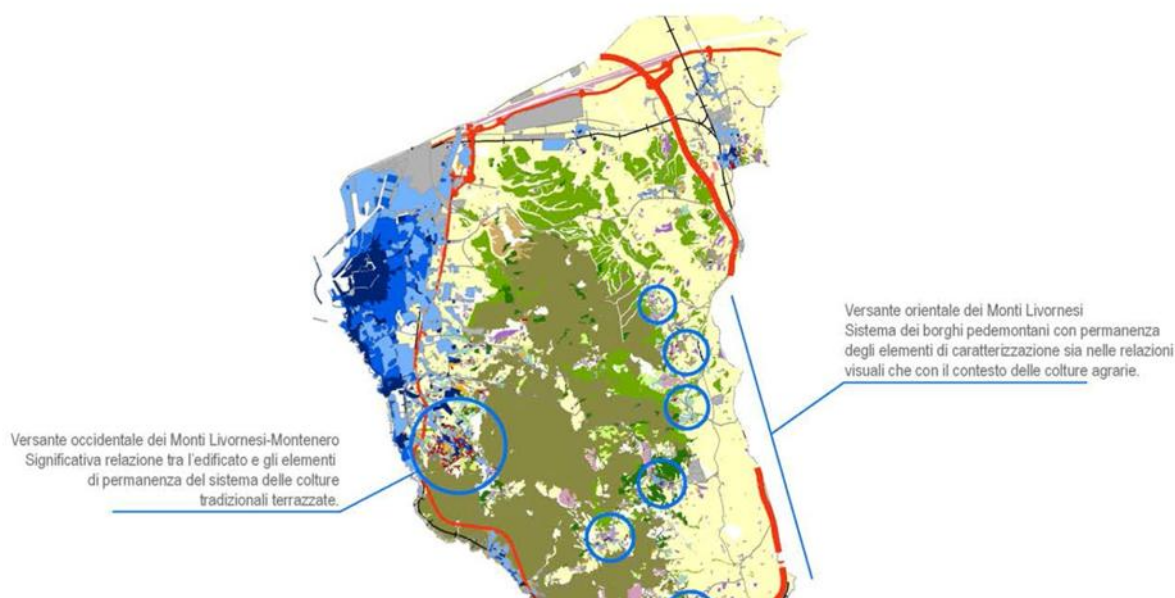 Versante orientale dei Monti Livornesi
Sistema dei borghi pedemontani con permanenza
degli elementi di caratterizzazione sia nelle relazioni
visuali che con il contesto delle colture agrarie.
Versante occidentale dei Monti Livornesi-Montenero
Significativa relazione tra l'edificato e gli elementi
di permanenza del sistema delle colture
tradizionali terrazzate.